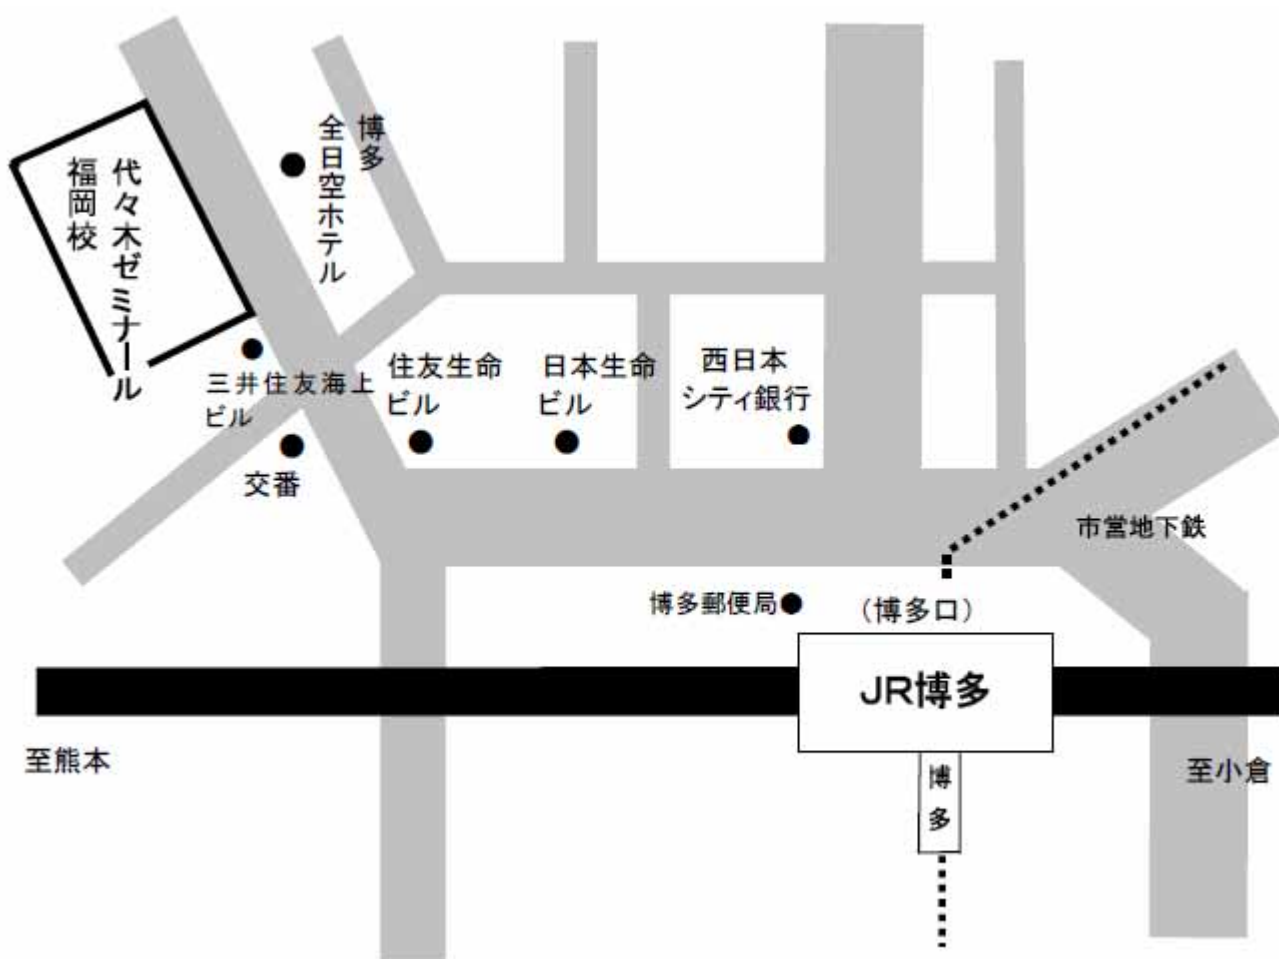 代々木ゼミナール
福岡校
博多
全日空ホテル
三井住友海上
ビル
交番
住友生命
ビル
日本生命
ビル
西日本
シティ銀行
市営地下鉄
博多郵便局
（博多口）
JR博多
至熊本
博多
至小倉